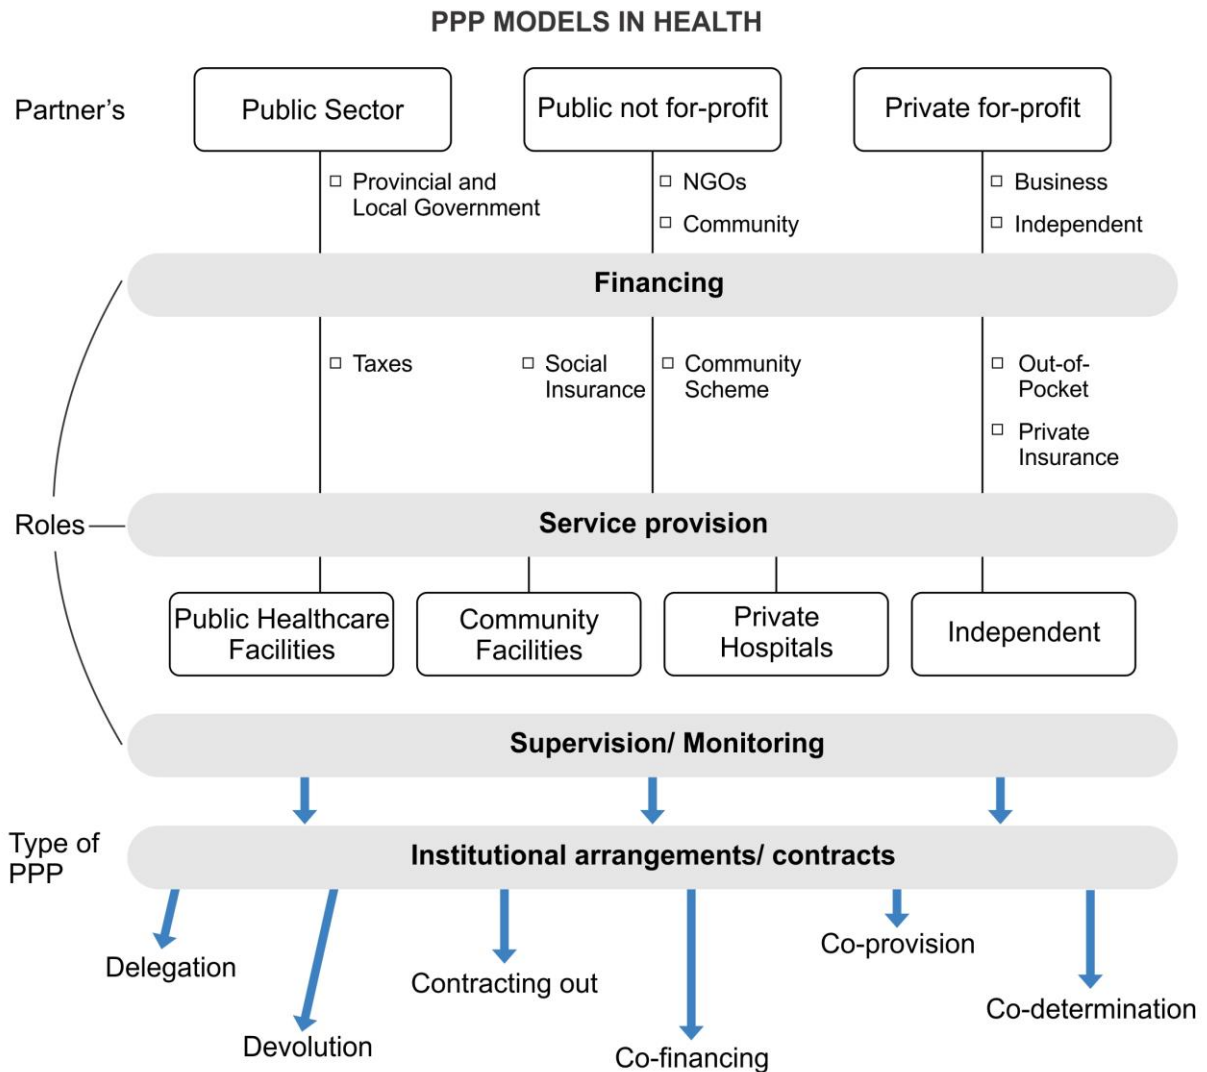 PPP MODELS IN HEALTH
Partner's
Public Sector
Public not for-profit
Private for-profit
Provincial and
Local Government
NGOs
Community
Business
Independent
Financing
Taxes
Social
Insurance
Community
Scheme
Out-of-
Pocket
Private
Insurance
Roles
Service provision
Public Healthcare
Facilities
Community
Facilities
Private
Hospitals
Independent
Supervision/ Monitoring
Type of
PPP
Institutional arrangements/ contracts
Delegation
Devolution
Contracting out
Co-financing
Co-provision
Co-determination